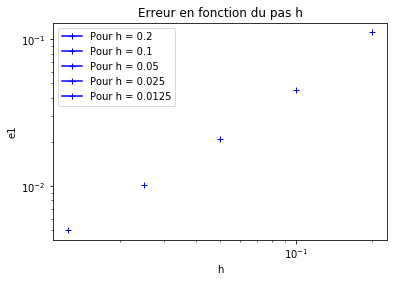 Erreur en fonction du pas h
10⁻¹
Pour h = 0.2
Pour h = 0.1
Pour h = 0.05
Pour h = 0.025
Pour h = 0.0125
e1
10⁻²
10⁻¹
h